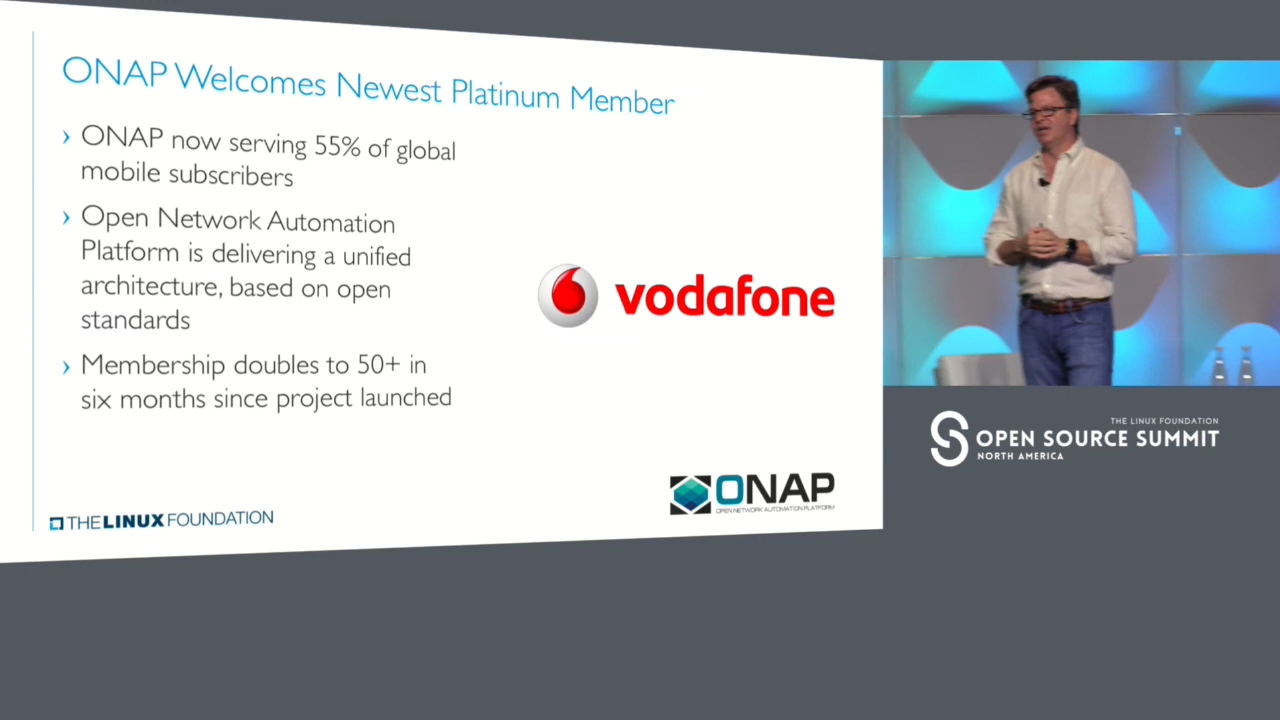 ONAP Welcomes Newest Platinum Member
› ONAP now serving 55% of global
mobile subscribers
› Open Network Automation
Platform is delivering a unified
architecture, based on open
standards
› Membership doubles to 50+ in
six months since project launched
vodafone
ONAP
OPEN NETWORK AUTOMATION PLATFORM
THE LINUX FOUNDATION
THE LINUX FOUNDATION
OPEN SOURCE SUMMIT
NORTH AMERICA